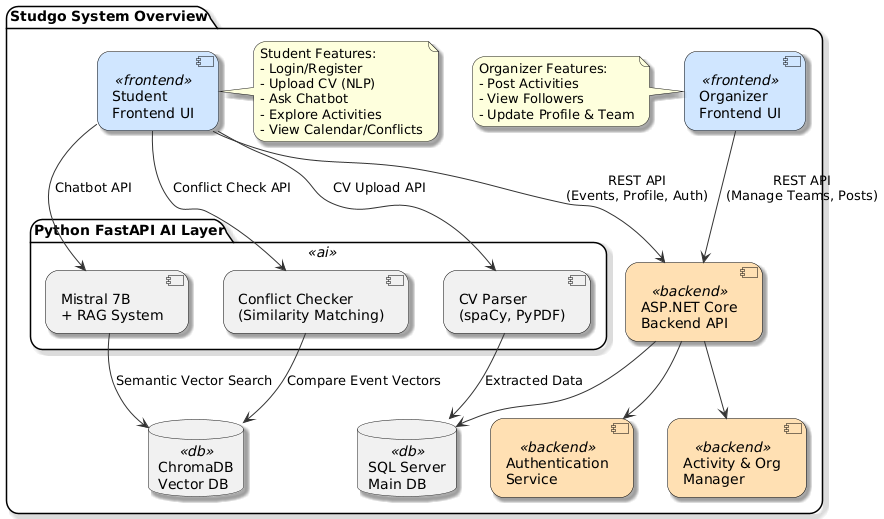 Studgo System Overview
«frontend»
Student
Frontend UI
Student Features:
- Login/Register
- Upload CV (NLP)
- Ask Chatbot
- Explore Activities
- View Calendar/Conflicts
Organizer Features:
- Post Activities
- View Followers
- Update Profile & Team
«frontend»
Organizer
Frontend UI
Chatbot API
Conflict Check API
CV Upload API
REST API
(Events, Profile, Auth)
REST API
(Manage Teams, Posts)
Python FastAPI AI Layer
«ai»
Mistral 7B
+ RAG System
Conflict Checker
(Similarity Matching)
CV Parser
(spaCy, PyPDF)
«backend»
ASP.NET Core
Backend API
Semantic Vector Search
Compare Event Vectors
Extracted Data
«db»
ChromaDB
Vector DB
«db»
SQL Server
Main DB
«backend»
Authentication
Service
«backend»
Activity & Org
Manager